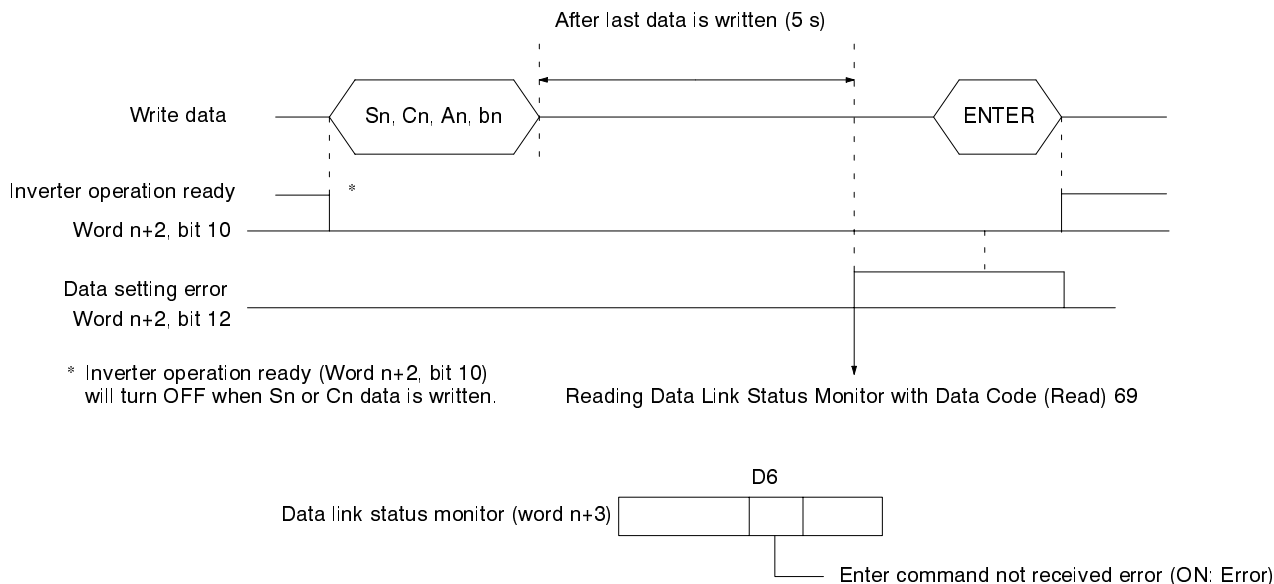 After last data is written (5 s)
Write data
Sn, Cn, An, bn
ENTER
Inverter operation ready
*
Word n+2, bit 10
Data setting error
Word n+2, bit 12
* Inverter operation ready (Word n+2, bit 10)
will turn OFF when Sn or Cn data is written.
Reading Data Link Status Monitor with Data Code (Read) 69
D6
Data link status monitor (word n+3)
Enter command not received error (ON: Error)